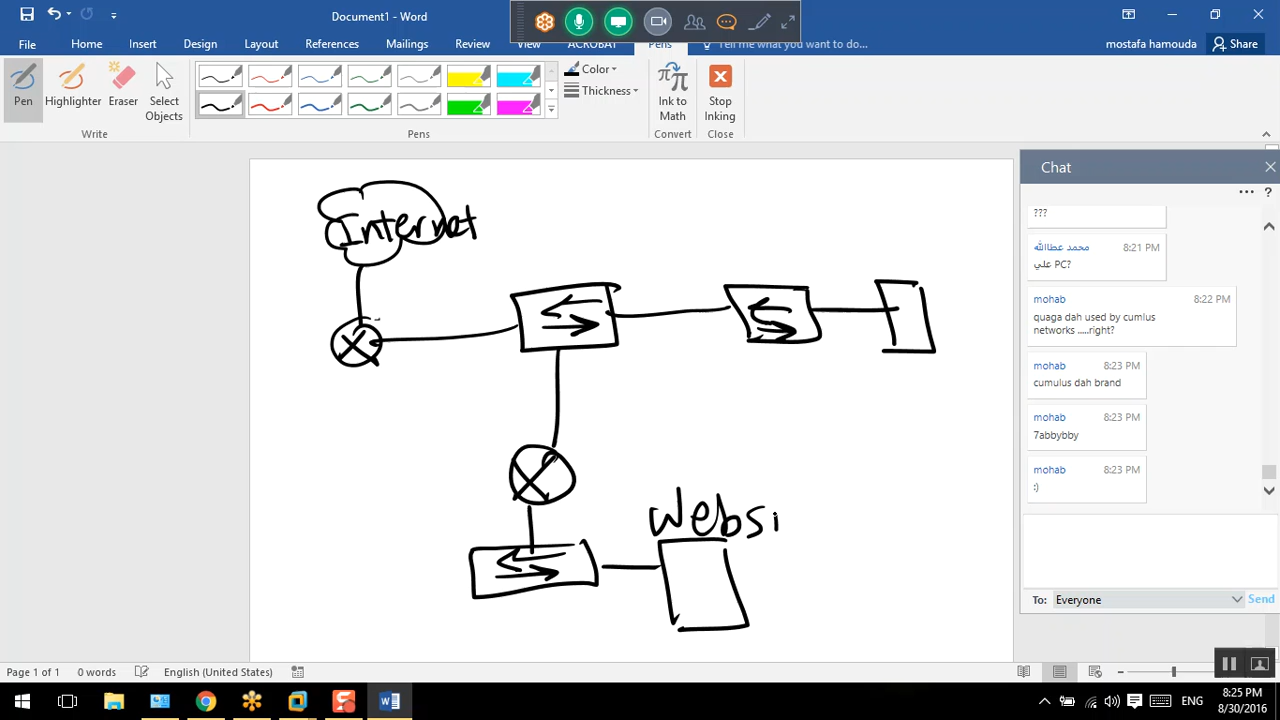 Document1 - Word
File
Home
Insert
Design
Layout
References
Mailings
Review
View
ACROBAT
Pens
Tell me what you want to do...
mostafa hamouda
Share
Pen
Highlighter
Eraser
Select Objects
Write
Pens
Color
Thickness
Ink to Math
Convert
Stop Inking
Close
Internet
Websi
Chat
???
محمد عطاالله 8:21 PM
علي PC?
mohab 8:22 PM
quaga dah used by cumlus
networks .....right?
mohab 8:23 PM
cumulus dah brand
mohab 8:23 PM
7abbybby
mohab 8:23 PM
:)
To: Everyone Send
Page 1 of 1 0 words English (United States)
ENG
8:25 PM
8/30/2016